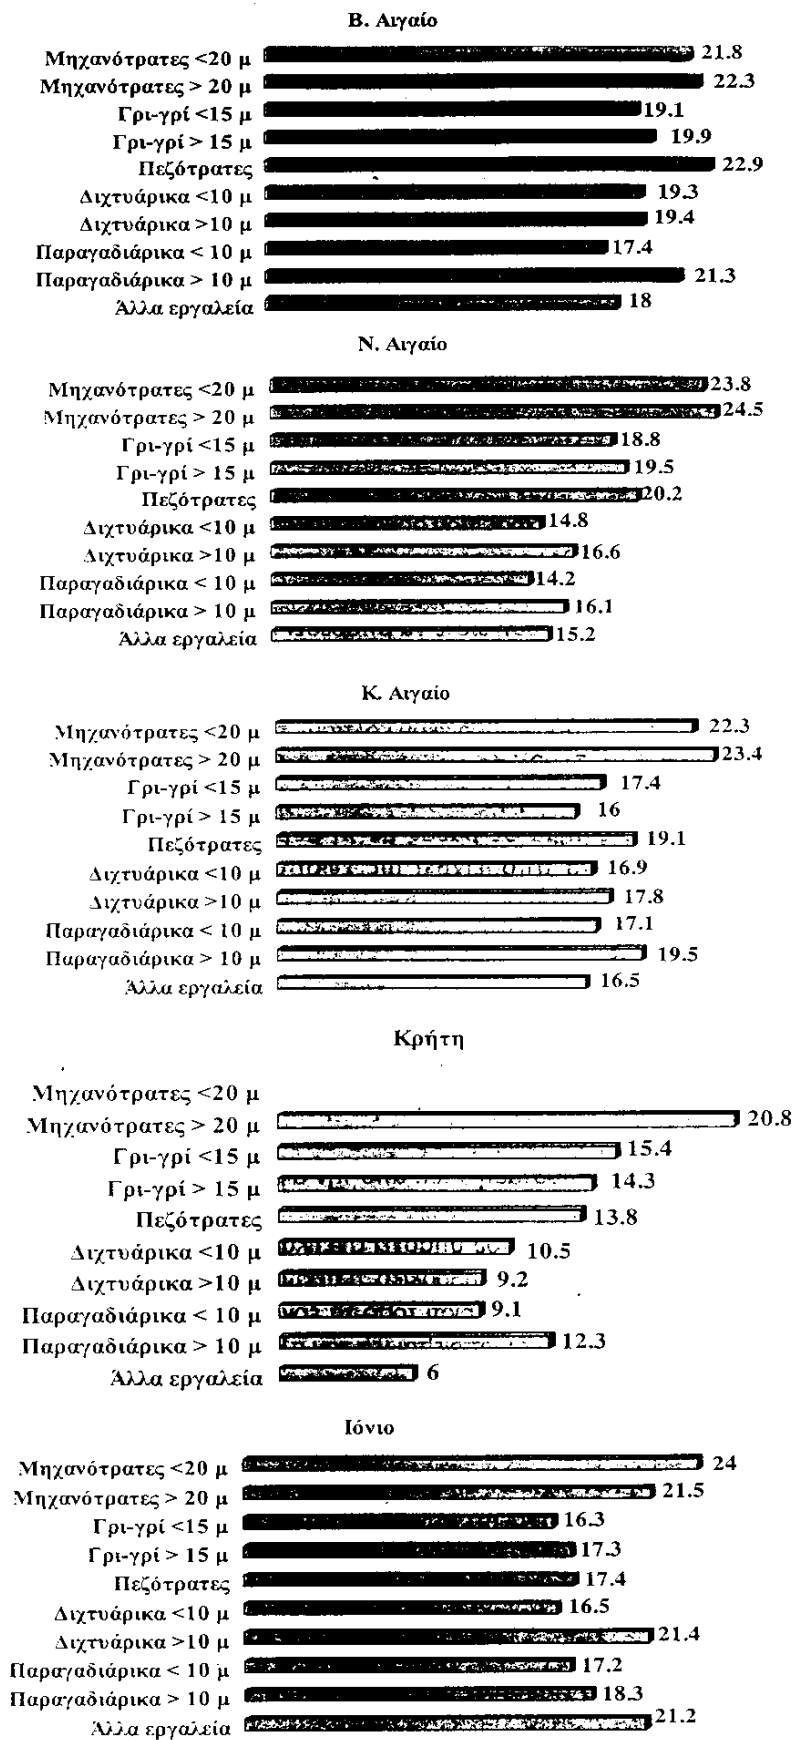 Β. Αιγαίο
Μηχανότρατες <20 μ 21.8
Μηχανότρατες > 20 μ 22.3
Γρι-γρί <15 μ 19.1
Γρι-γρί > 15 μ 19.9
Πεζότρατες 22.9
Διχτυάρικα <10 μ 19.3
Διχτυάρικα >10 μ 19.4
Παραγαδιάρικα < 10 μ 17.4
Παραγαδιάρικα > 10 μ 21.3
Άλλα εργαλεία 18
Ν. Αιγαίο
Μηχανότρατες <20 μ 23.8
Μηχανότρατες > 20 μ 24.5
Γρι-γρί <15 μ 18.8
Γρι-γρί > 15 μ 19.5
Πεζότρατες 20.2
Διχτυάρικα <10 μ 14.8
Διχτυάρικα >10 μ 16.6
Παραγαδιάρικα < 10 μ 14.2
Παραγαδιάρικα > 10 μ 16.1
Άλλα εργαλεία 15.2
Κ. Αιγαίο
Μηχανότρατες <20 μ 22.3
Μηχανότρατες > 20 μ 23.4
Γρι-γρί <15 μ 17.4
Γρι-γρί > 15 μ 16
Πεζότρατες 19.1
Διχτυάρικα <10 μ 16.9
Διχτυάρικα >10 μ 17.8
Παραγαδιάρικα < 10 μ 17.1
Παραγαδιάρικα > 10 μ 19.5
Άλλα εργαλεία 16.5
Κρήτη
Μηχανότρατες <20 μ
Μηχανότρατες > 20 μ 20.8
Γρι-γρί <15 μ 15.4
Γρι-γρί > 15 μ 14.3
Πεζότρατες 13.8
Διχτυάρικα <10 μ 10.5
Διχτυάρικα >10 μ 9.2
Παραγαδιάρικα < 10 μ 9.1
Παραγαδιάρικα > 10 μ 12.3
Άλλα εργαλεία 6
Ιόνιο
Μηχανότρατες <20 μ 24
Μηχανότρατες > 20 μ 21.5
Γρι-γρί <15 μ 16.3
Γρι-γρί > 15 μ 17.3
Πεζότρατες 17.4
Διχτυάρικα <10 μ 16.5
Διχτυάρικα >10 μ 21.4
Παραγαδιάρικα < 10 μ 17.2
Παραγαδιάρικα > 10 μ 18.3
Άλλα εργαλεία 21.2